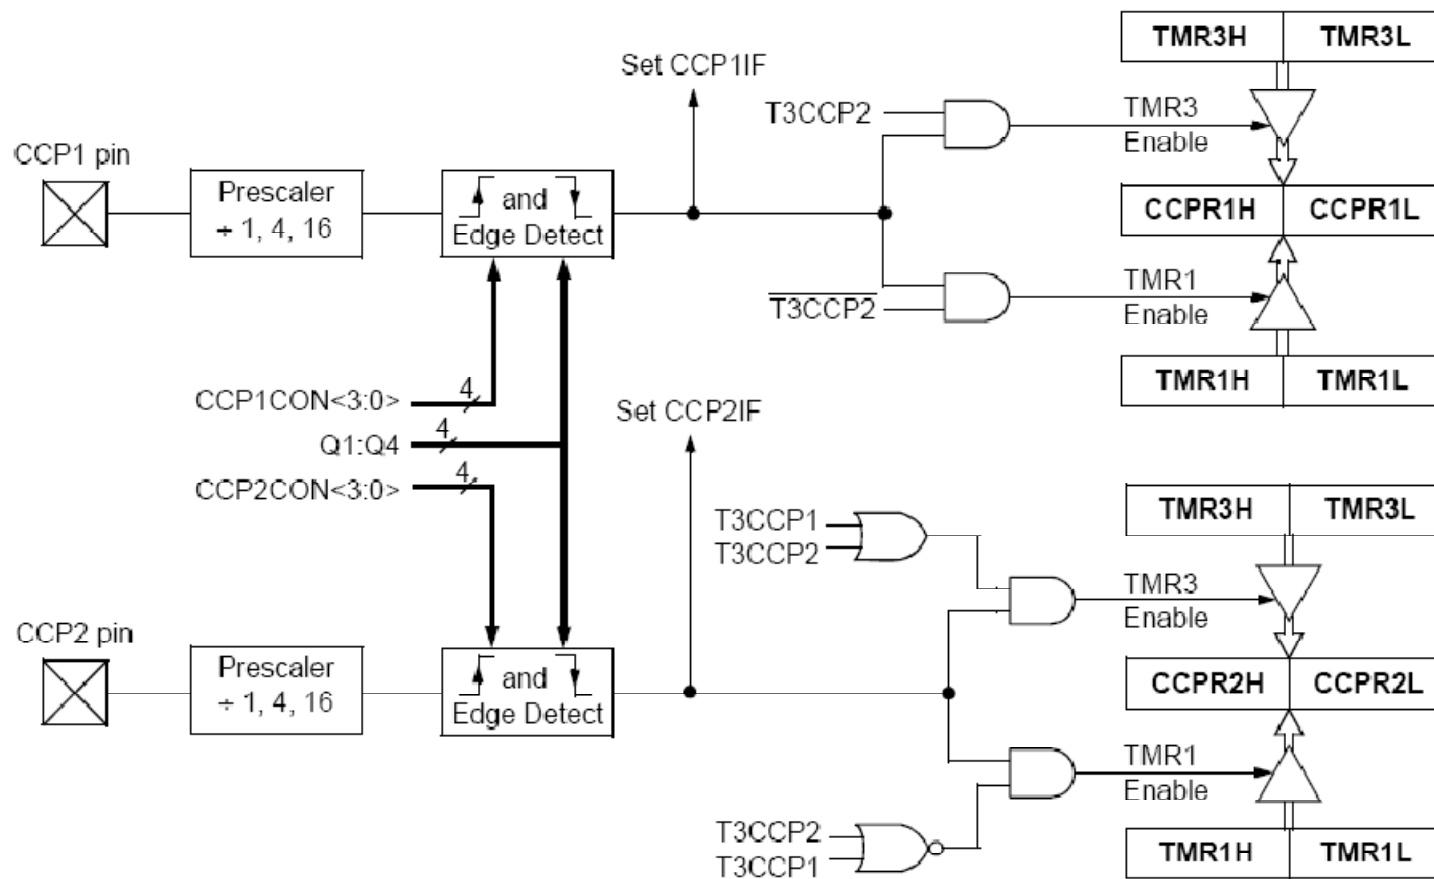 TMR3H TMR3L
Set CCP1IF
T3CCP2
TMR3
Enable
CCP1 pin
Prescaler
÷ 1, 4, 16
and
Edge Detect
CCPR1H CCPR1L
T3CCP2
TMR1
Enable
TMR1H TMR1L
CCP1CON<3:0> 4
Q1:Q4 4
CCP2CON<3:0> 4
Set CCP2IF
TMR3H TMR3L
T3CCP1
T3CCP2
TMR3
Enable
CCP2 pin
Prescaler
÷ 1, 4, 16
and
Edge Detect
CCPR2H CCPR2L
TMR1
Enable
T3CCP2
T3CCP1
TMR1H TMR1L